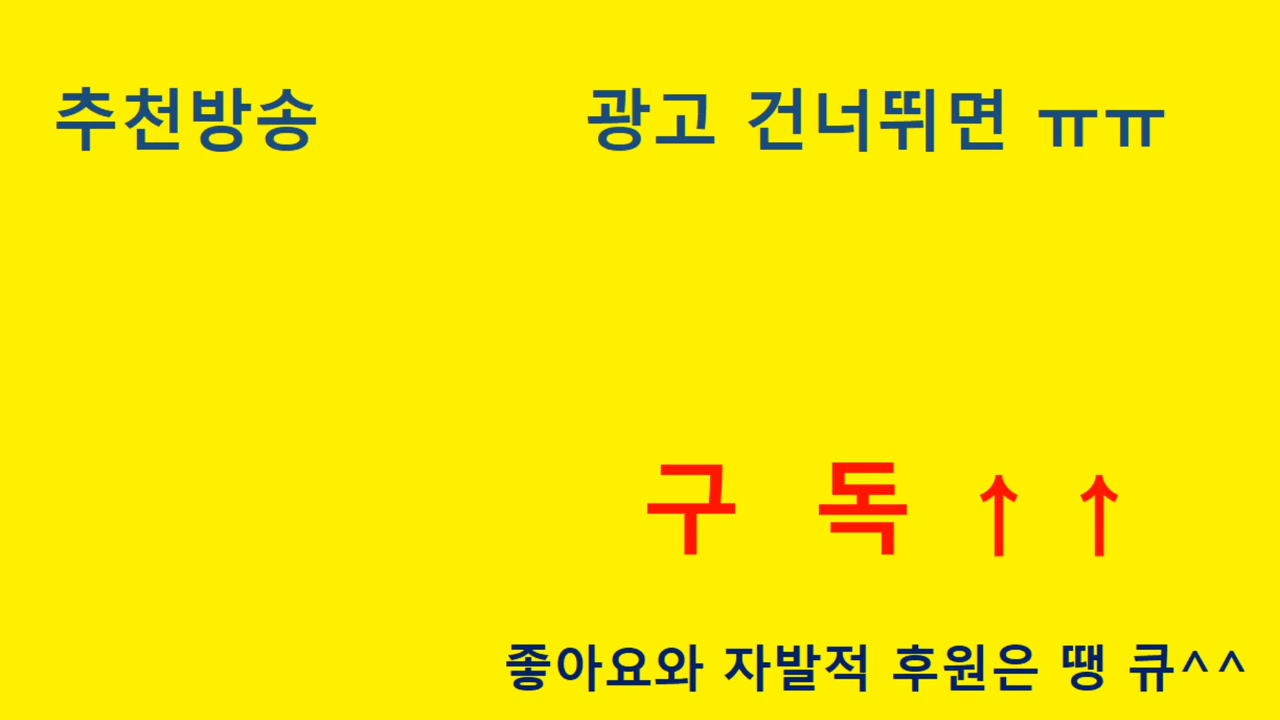 추천방송
광고 건너뛰면 ㅠㅠ
구 독 ↑ ↑
좋아요와 자발적 후원은 땡 큐^^